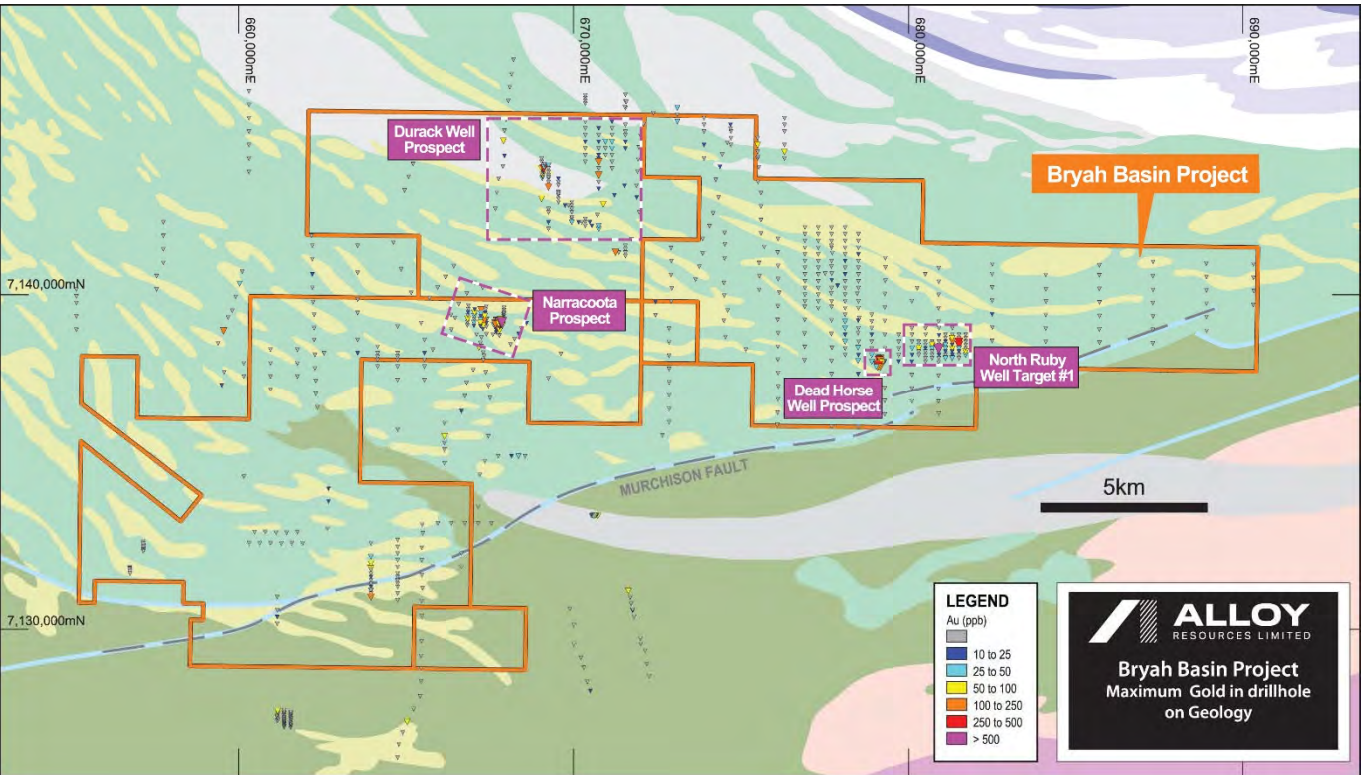 660,000mE
670,000mE
680,000mE
690,000mE
Durack Well
Prospect
Bryah Basin Project
7,140,000mN
Narracoota
Prospect
North Ruby
Well Target #1
Dead Horse
Well Prospect
MURCHISON FAULT
5km
7,130,000mN
LEGEND
Au (ppb)
10 to 25
25 to 50
50 to 100
100 to 250
250 to 500
> 500
ALLOY
RESOURCES LIMITED
Bryah Basin Project
Maximum Gold in drillhole
on Geology